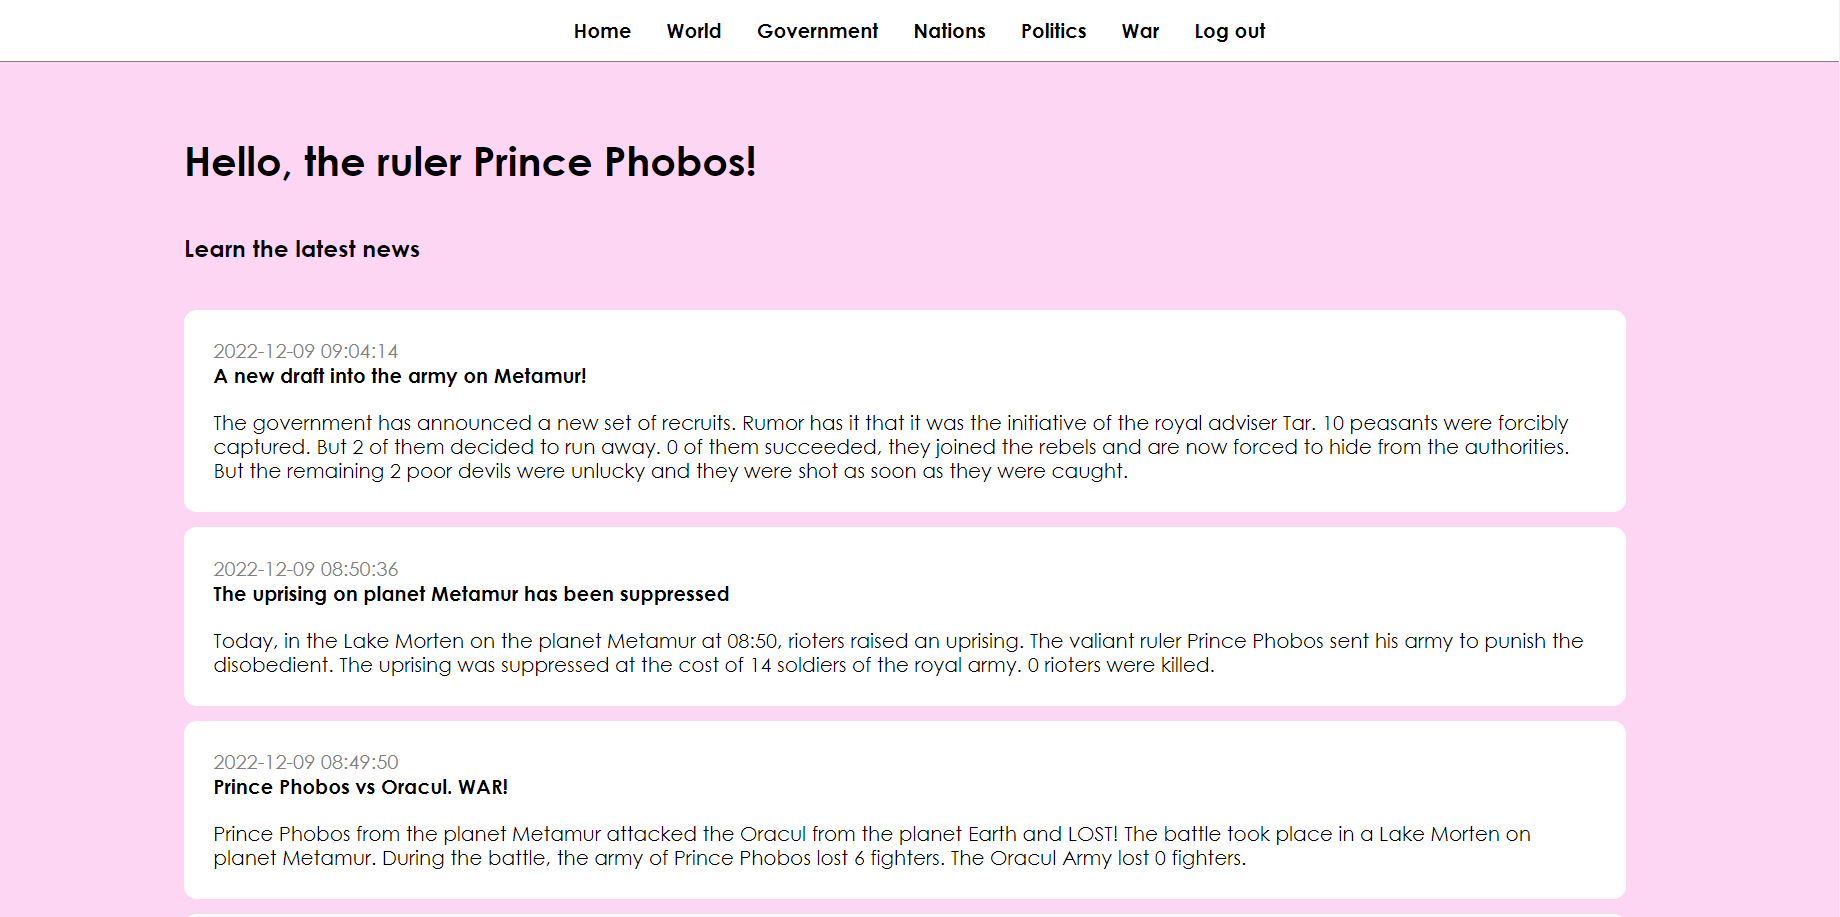 Home World Government Nations Politics War Log out
Hello, the ruler Prince Phobos!
Learn the latest news
2022-12-09 09:04:14
A new draft into the army on Metamur!
The government has announced a new set of recruits. Rumor has it that it was the initiative of the royal adviser Tar. 10 peasants were forcibly
captured. But 2 of them decided to run away. 0 of them succeeded, they joined the rebels and are now forced to hide from the authorities.
But the remaining 2 poor devils were unlucky and they were shot as soon as they were caught.
2022-12-09 08:50:36
The uprising on planet Metamur has been suppressed
Today, in the Lake Morten on the planet Metamur at 08:50, rioters raised an uprising. The valiant ruler Prince Phobos sent his army to punish the
disobedient. The uprising was suppressed at the cost of 14 soldiers of the royal army. 0 rioters were killed.
2022-12-09 08:49:50
Prince Phobos vs Oracul. WAR!
Prince Phobos from the planet Metamur attacked the Oracul from the planet Earth and LOST! The battle took place in a Lake Morten on
planet Metamur. During the battle, the army of Prince Phobos lost 6 fighters. The Oracul Army lost 0 fighters.